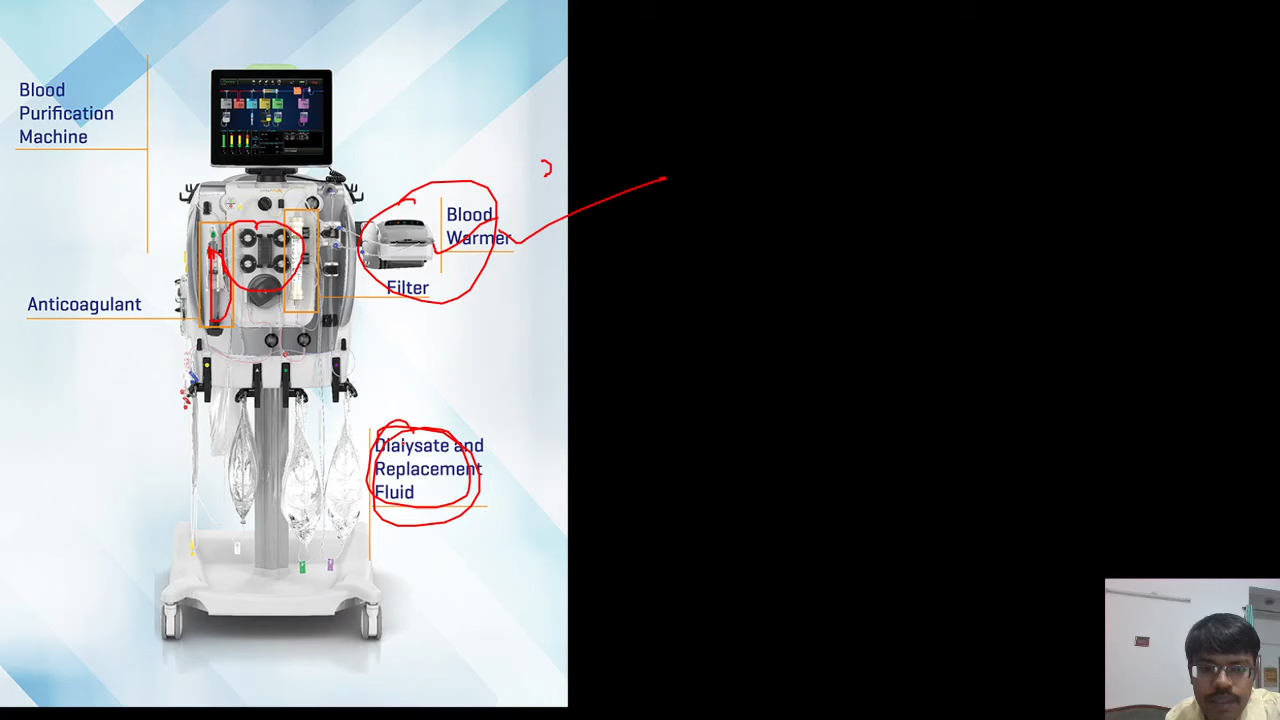 Blood
Purification
Machine
Blood
Warmer
Filter
Anticoagulant
Dialysate and
Replacement
Fluid